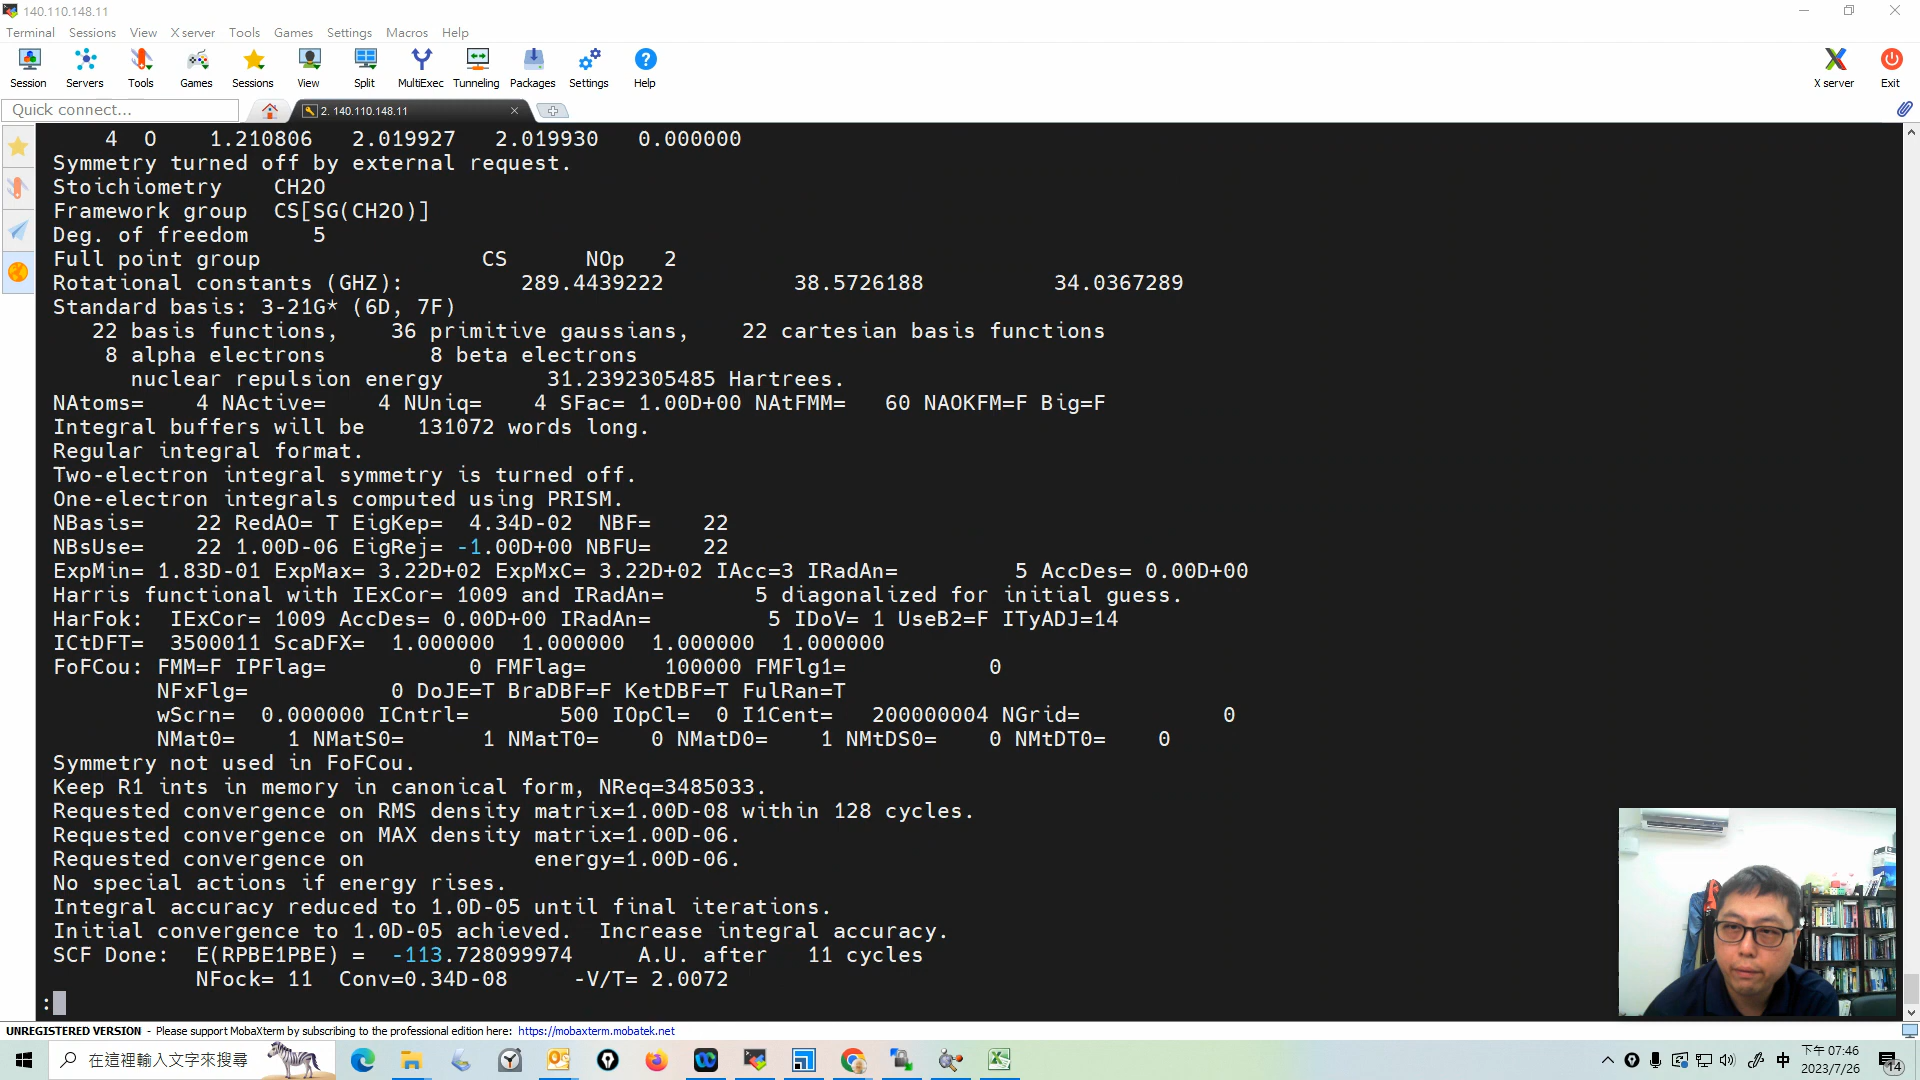 140.110.148.11
Terminal Sessions View X server Tools Games Settings Macros Help
Session Servers Tools Games Sessions View Split MultiExec Tunneling Packages Settings Help X server Exit
Quick connect... 2. 140.110.148.11
4 O 1.210806 2.019927 2.019930 0.000000
Symmetry turned off by external request.
Stoichiometry CH2O
Framework group CS[SG(CH2O)]
Deg. of freedom 5
Full point group CS NOp 2
Rotational constants (GHZ): 289.4439222 38.5726188 34.0367289
Standard basis: 3-21G* (6D, 7F)
22 basis functions, 36 primitive gaussians, 22 cartesian basis functions
8 alpha electrons 8 beta electrons
nuclear repulsion energy 31.2392305485 Hartrees.
NAtoms= 4 NActive= 4 NUniq= 4 SFac= 1.00D+00 NAtFMM= 60 NAOKFM=F Big=F
Integral buffers will be 131072 words long.
Regular integral format.
Two-electron integral symmetry is turned off.
One-electron integrals computed using PRISM.
NBasis= 22 RedAO= T EigKep= 4.34D-02 NBF= 22
NBsUse= 22 1.00D-06 EigRej= -1.00D+00 NBFU= 22
ExpMin= 1.83D-01 ExpMax= 3.22D+02 ExpMxC= 3.22D+02 IAcc=3 IRadAn= 5 AccDes= 0.00D+00
Harris functional with IExCor= 1009 and IRadAn= 5 diagonalized for initial guess.
HarFok: IExCor= 1009 AccDes= 0.00D+00 IRadAn= 5 IDoV= 1 UseB2=F ITyADJ=14
ICtDFT= 3500011 ScaDFX= 1.000000 1.000000 1.000000 1.000000
FoFCou: FMM=F IPFlag= 0 FMFlag= 100000 FMFlg1= 0
NFxFlg= 0 DoJE=T BraDBF=F KetDBF=T FulRan=T
wScrn= 0.000000 ICntrl= 500 IOpCl= 0 I1Cent= 200000004 NGrid= 0
NMat0= 1 NMatS0= 1 NMatT0= 0 NMatD0= 1 NMtDS0= 0 NMtDT0= 0
Symmetry not used in FoFCou.
Keep R1 ints in memory in canonical form, NReq=3485033.
Requested convergence on RMS density matrix=1.00D-08 within 128 cycles.
Requested convergence on MAX density matrix=1.00D-06.
Requested convergence on energy=1.00D-06.
No special actions if energy rises.
Integral accuracy reduced to 1.0D-05 until final iterations.
Initial convergence to 1.0D-05 achieved. Increase integral accuracy.
SCF Done: E(RPBE1PBE) = -113.728099974 A.U. after 11 cycles
NFock= 11 Conv=0.34D-08 -V/T= 2.0072
:
UNREGISTERED VERSION - Please support MobaXterm by subscribing to the professional edition here: https://mobaxterm.mobatek.net
在這裡輸入文字來搜尋
中
下午 07:46
2023/7/26
14